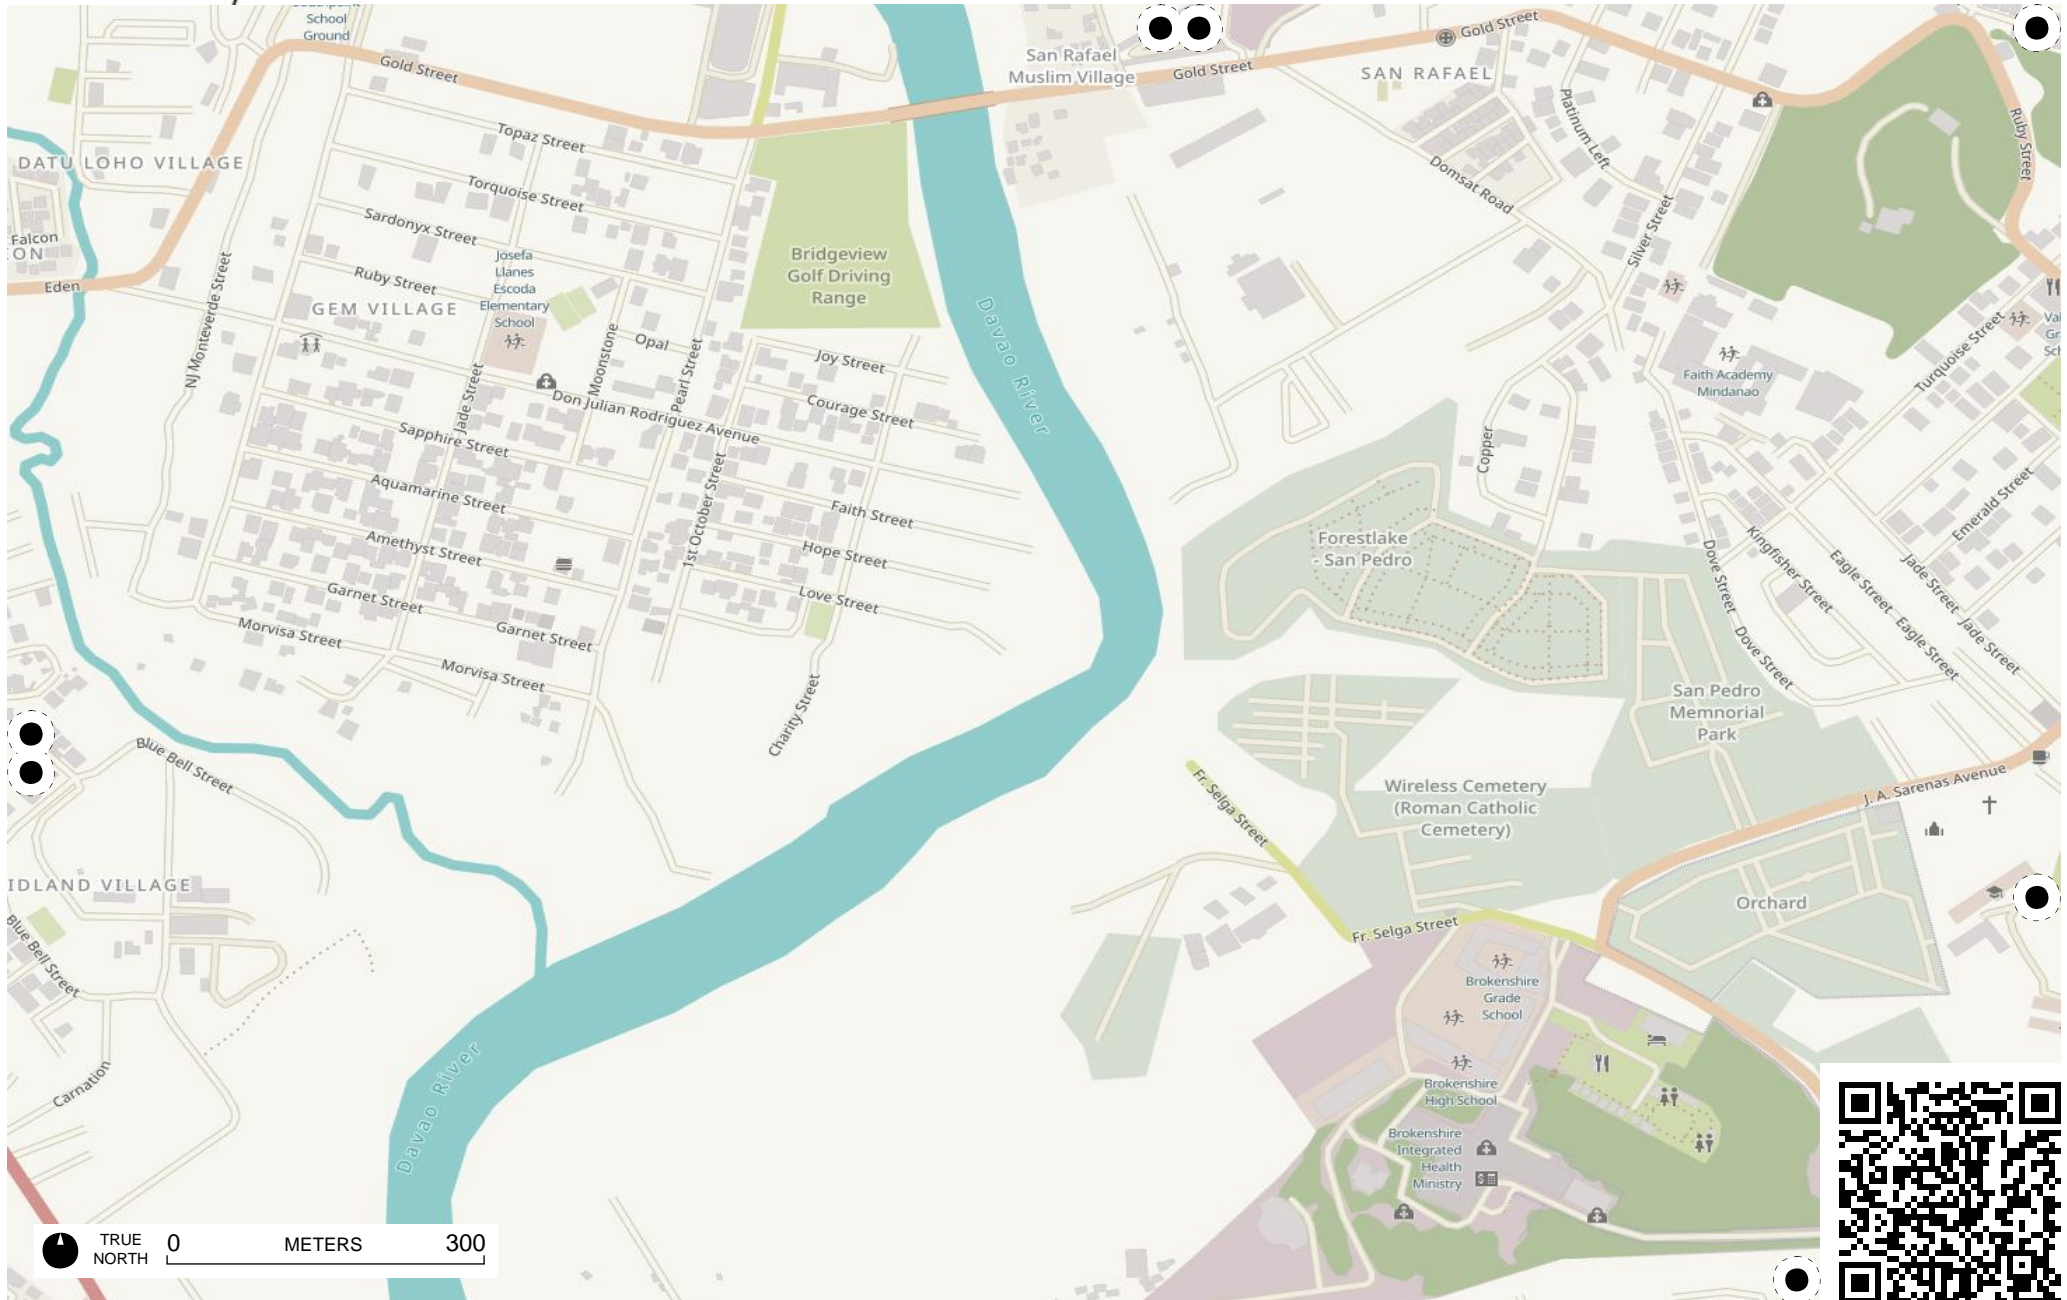 School
Ground
Gold Street
San Rafael
Muslim Village
Gold Street
Gold Street
SAN RAFAEL
Topaz Street
Torquoise Street
Sardonyx Street
Ruby Street
Platinum Left
Domsat Road
Silver Street
Ruby Street
DATU LOHO VILLAGE
Falcon
Eden
NJ Monteverde Street
GEM VILLAGE
Josefa
Llanes
Escoda
Elementary
School
Bridgeview
Golf Driving
Range
Davao River
Opal
Moonstone
Pearl Street
Jade Street
Joy Street
Courage Street
Don Julian Rodriguez Avenue
Sapphire Street
Aquamarine Street
Amethyst Street
Garnet Street
Garnet Street
Morvisa Street
Morvisa Street
1st October Street
Faith Street
Hope Street
Love Street
Charity Street
Faith Academy
Mindanao
Turquoise Street
Copper
Emerald Street
Forestlake
- San Pedro
Dove Street
Dove Street
Kingfisher Street
Eagle Street
Eagle Street
Jade Street
Jade Street
San Pedro
Memnorial
Park
Wireless Cemetery
(Roman Catholic
Cemetery)
J. A. Sarenas Avenue
Fr. Selga Street
Fr. Selga Street
Orchard
Blue Bell Street
IDLAND VILLAGE
Blue Bell Street
Carnation
Davao River
Brokenshire
Grade
School
Brokenshire
High School
Brokenshire
Integrated
Health
Ministry
TRUE
NORTH
0 METERS 300